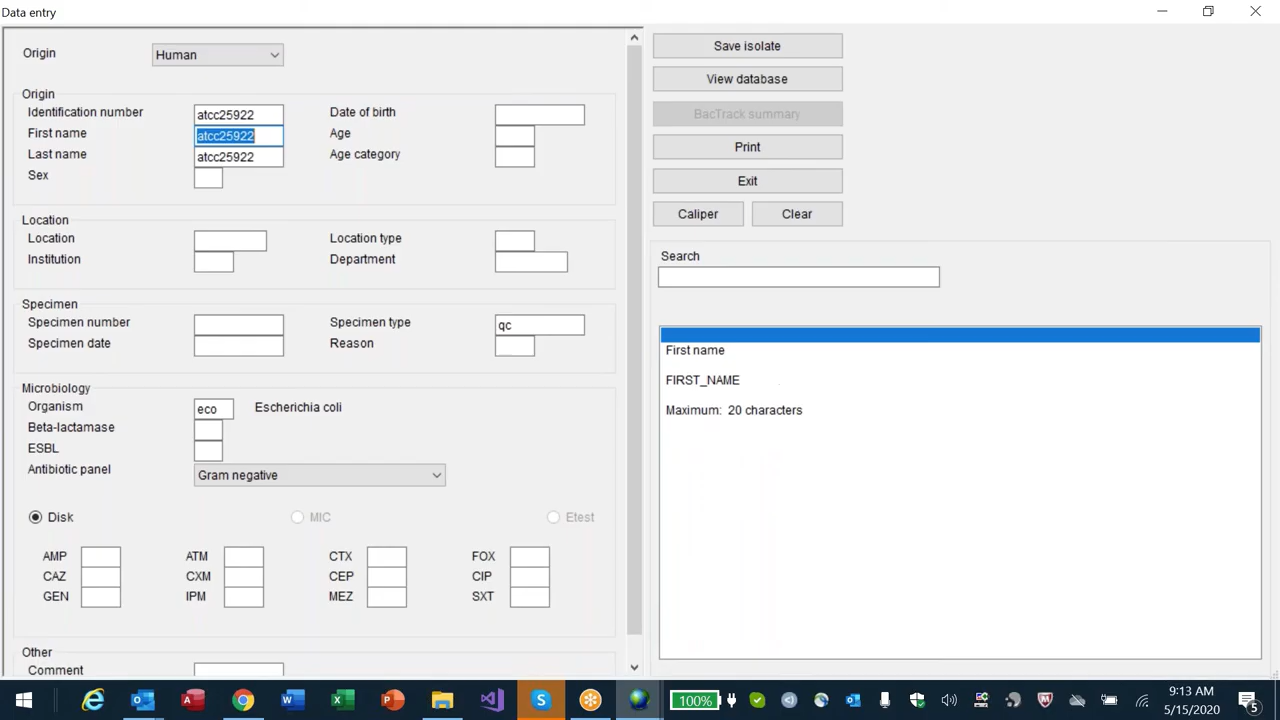 Data entry
Origin Human
Origin
Identification number atcc25922 Date of birth
First name atcc25922 Age
Last name atcc25922 Age category
Sex
Location
Location Location type
Institution Department
Specimen
Specimen number Specimen type qc
Specimen date Reason
Microbiology
Organism eco Escherichia coli
Beta-lactamase
ESBL
Antibiotic panel Gram negative
Disk MIC Etest
AMP ATM CTX FOX
CAZ CXM CEP CIP
GEN IPM MEZ SXT
Other
Comment
Save isolate
View database
BacTrack summary
Print
Exit
Caliper Clear
Search
First name
FIRST_NAME
Maximum: 20 characters
100%
9:13 AM
5/15/2020
5